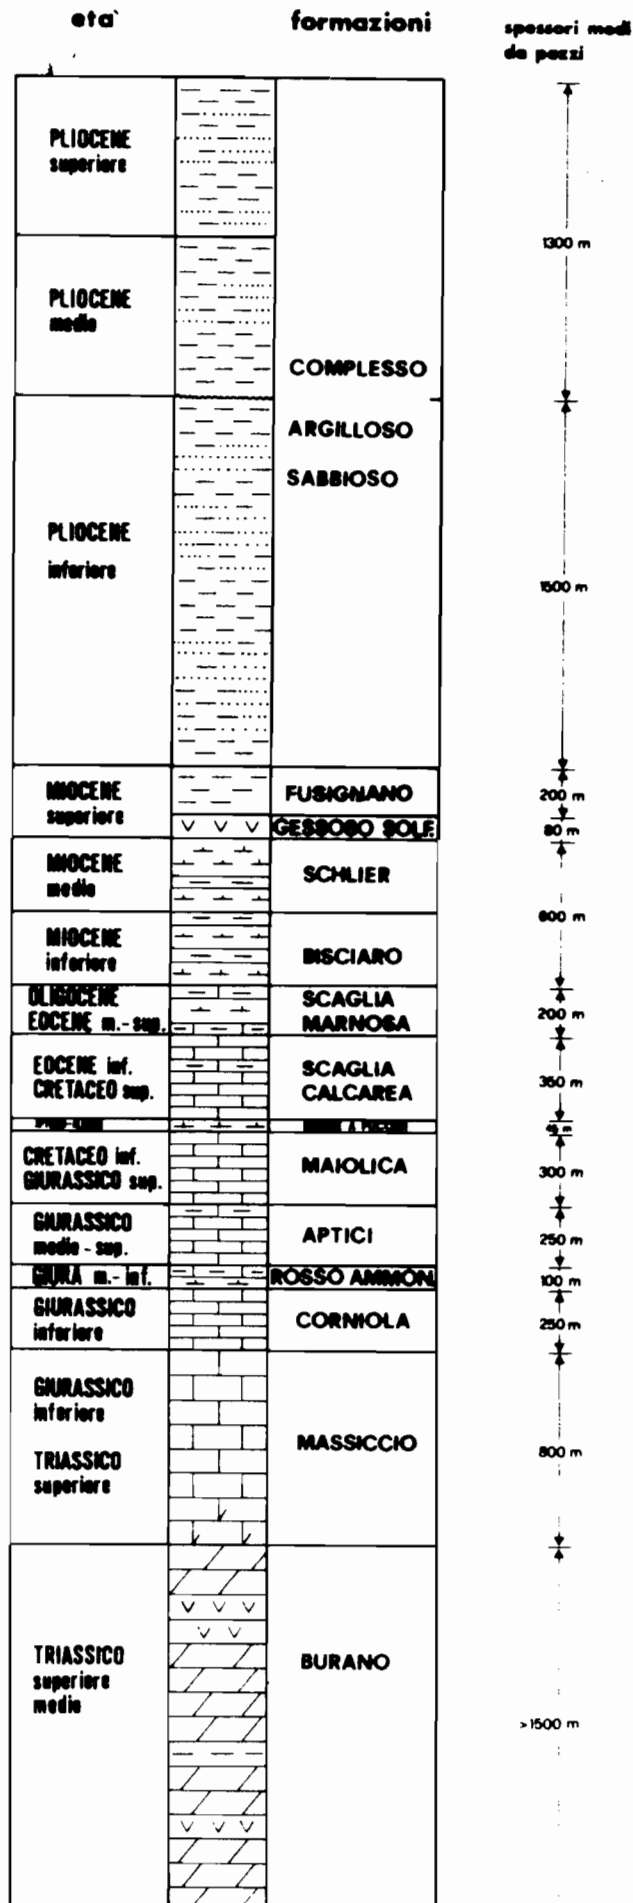 età
formazioni
spessori medi
da pozzi
PLIOCENE
superiore
1300 m
PLIOCENE
medio
COMPLESSO
ARGILLOSO
SABBIOSO
PLIOCENE
inferiore
1500 m
MIOCENE
superiore
FUSIGNANO
200 m
GESSOSO SOLF.
80 m
MIOCENE
medio
SCHLIER
600 m
MIOCENE
inferiore
BISCIARO
OLIGOCENE
EOCENE m.-sup.
SCAGLIA
MARNOSA
200 m
EOCENE inf.
CRETACEO sup.
SCAGLIA
CALCAREA
350 m
CRETACEO inf.
GIURASSICO sup.
MAIOLICA
300 m
GIURASSICO
medio-sup.
APTICI
250 m
GIURA m.-inf.
ROSSO AMMON.
100 m
GIURASSICO
inferiore
CORNIOLA
250 m
GIURASSICO
inferiore
TRIASSICO
superiore
MASSICCIO
800 m
TRIASSICO
superiore
medio
BURANO
>1500 m